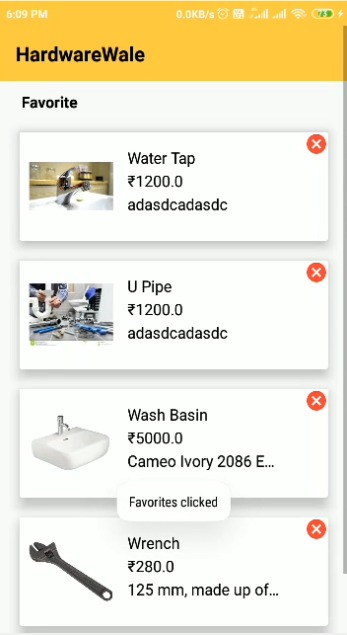 6:09 PM 0.0KB/s 79
HardwareWale
Favorite
Water Tap
₹1200.0
adasdcadasdc
U Pipe
₹1200.0
adasdcadasdc
Wash Basin
₹5000.0
Cameo Ivory 2086 E...
Favorites clicked
Wrench
₹280.0
125 mm, made up of...